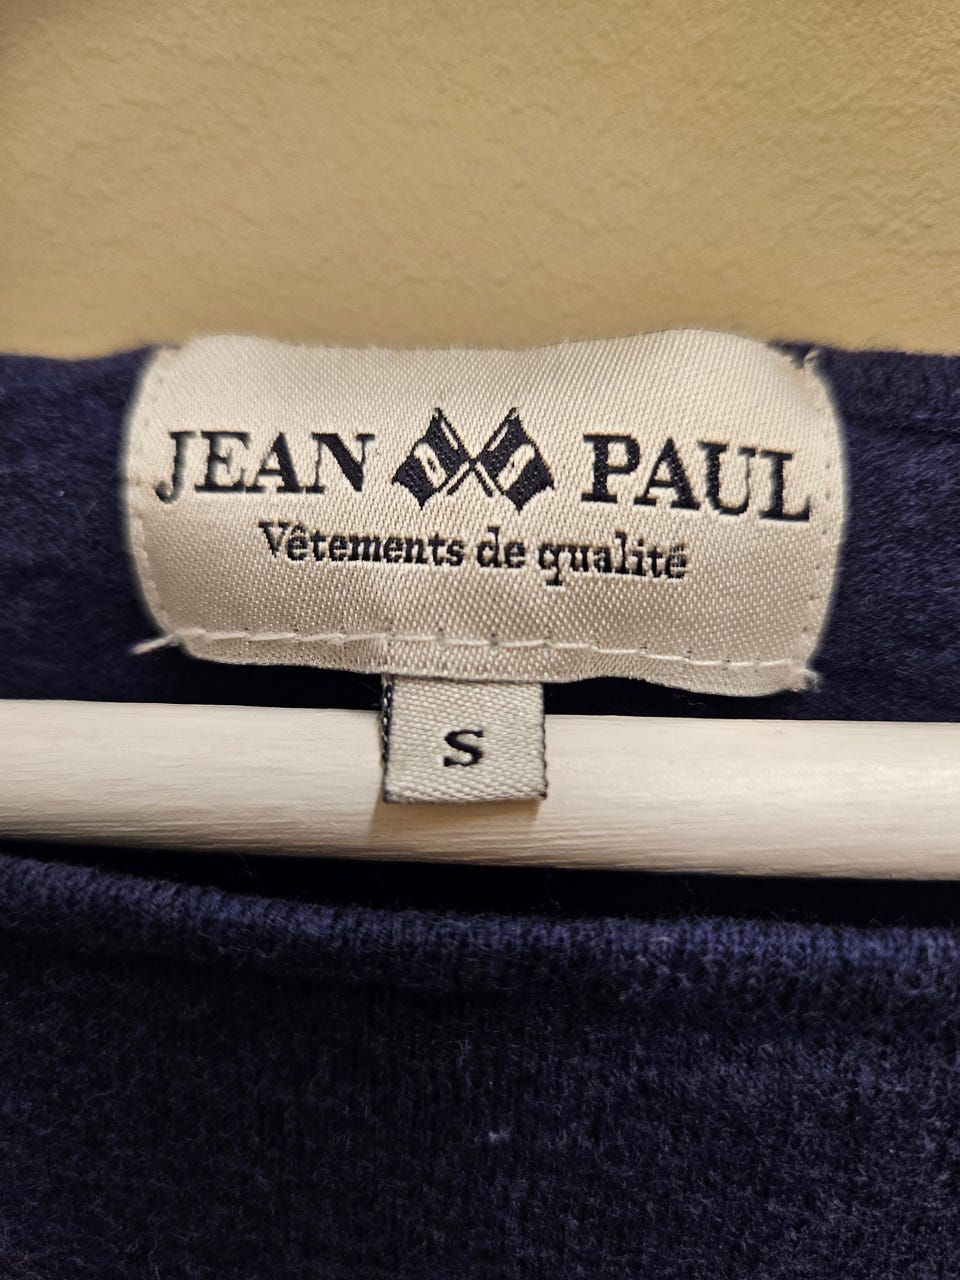 JEAN PAUL
Vêtements de qualité
S